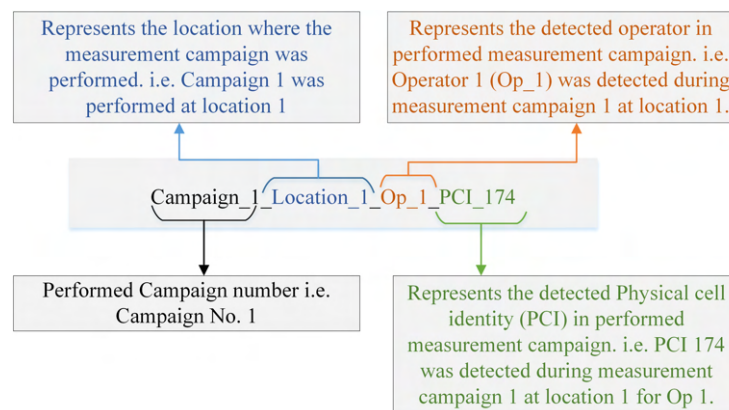 Represents the location where the
measurement campaign was
performed. i.e. Campaign 1 was
performed at location 1
Represents the detected operator in
performed measurement campaign. i.e.
Operator 1 (Op_1) was detected during
measurement campaign 1 at location 1.
Campaign_1_Location_1_Op_1_PCI_174
Performed Campaign number i.e.
Campaign No. 1
Represents the detected Physical cell
identity (PCI) in performed
measurement campaign. i.e. PCI 174
was detected during measurement
campaign 1 at location 1 for Op 1.